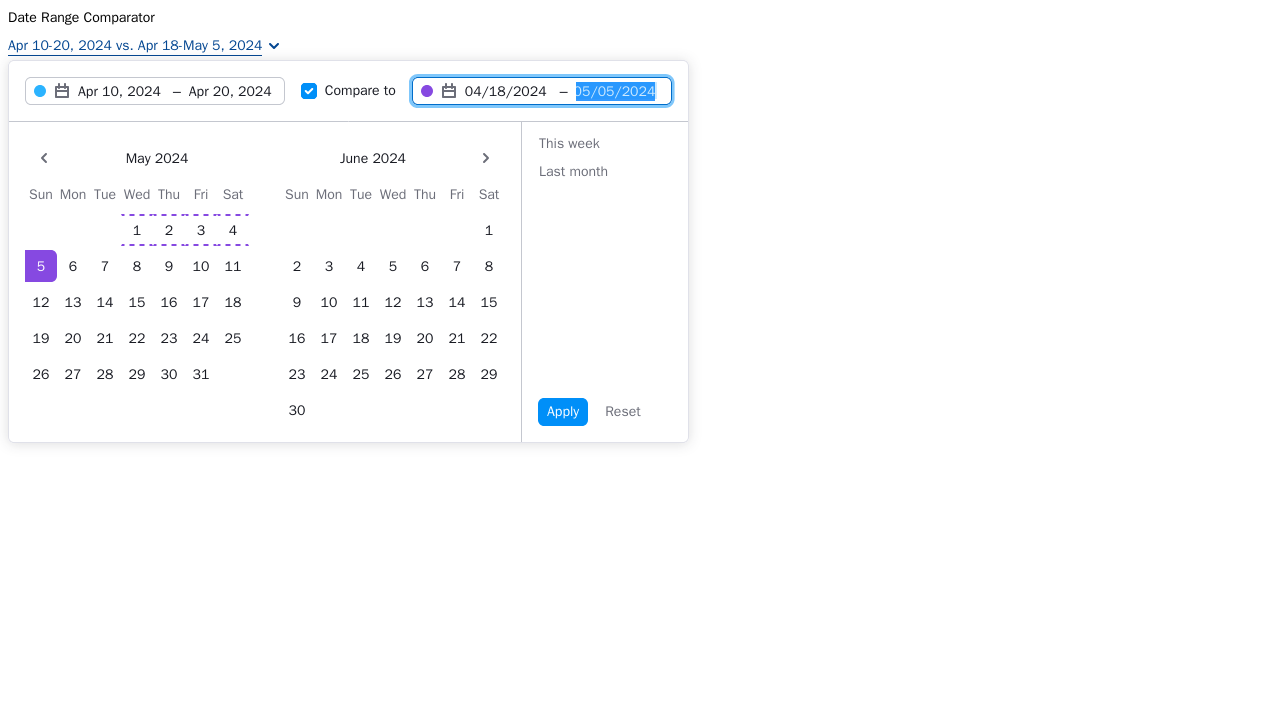 Date Range Comparator
Apr 10-20, 2024 vs. Apr 18-May 5, 2024
Apr 10, 2024 – Apr 20, 2024 Compare to 04/18/2024 – 05/05/2024
May 2024 June 2024 This week
Last month
Sun Mon Tue Wed Thu Fri Sat Sun Mon Tue Wed Thu Fri Sat
1 2 3 4 1
5 6 7 8 9 10 11 2 3 4 5 6 7 8
12 13 14 15 16 17 18 9 10 11 12 13 14 15
19 20 21 22 23 24 25 16 17 18 19 20 21 22
26 27 28 29 30 31 23 24 25 26 27 28 29
30
Apply Reset